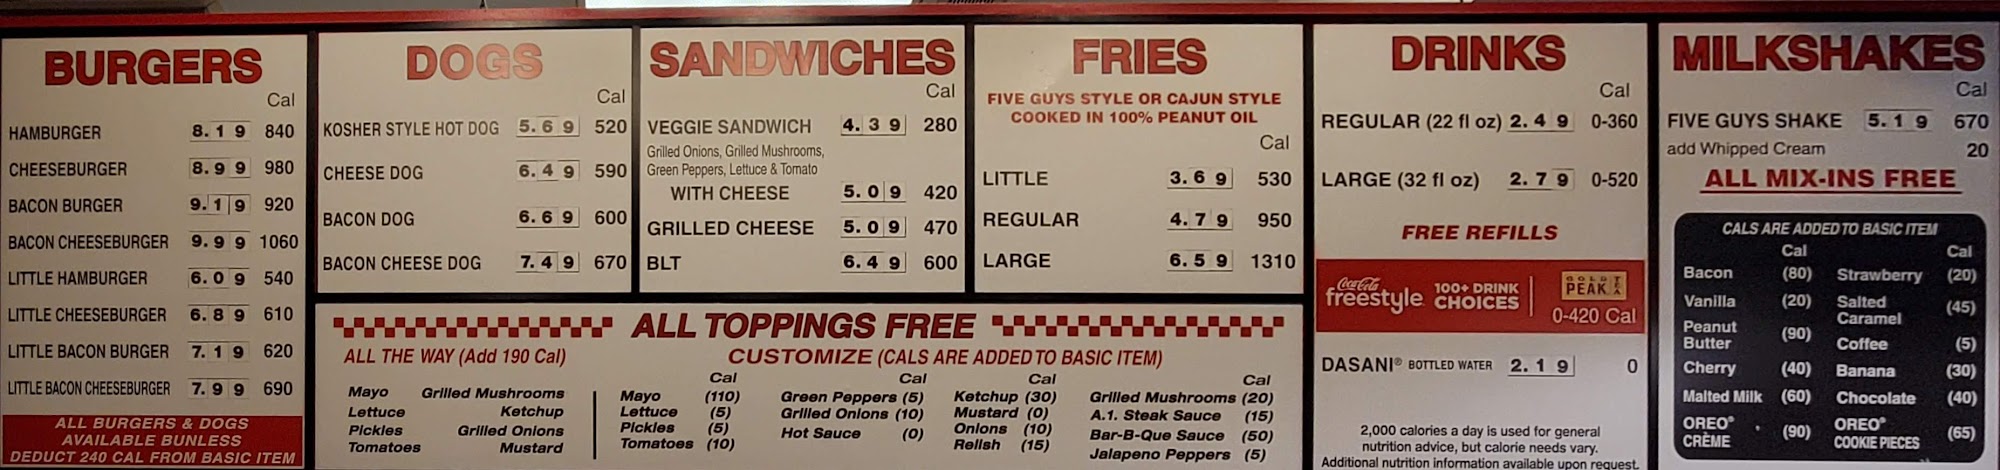 BURGERS
Cal
HAMBURGER 8.19 840
CHEESEBURGER 8.99 980
BACON BURGER 9.19 920
BACON CHEESEBURGER 9.99 1060
LITTLE HAMBURGER 6.09 540
LITTLE CHEESEBURGER 6.89 610
LITTLE BACON BURGER 7.19 620
LITTLE BACON CHEESEBURGER 7.99 690
ALL BURGERS & DOGS
AVAILABLE BUNLESS
DEDUCT 240 CAL FROM BASIC ITEM
DOGS
Cal
KOSHER STYLE HOT DOG 5.69 520
CHEESE DOG 6.49 590
BACON DOG 6.69 600
BACON CHEESE DOG 7.49 670
SANDWICHES
Cal
VEGGIE SANDWICH 4.39 280
Grilled Onions, Grilled Mushrooms,
Green Peppers, Lettuce & Tomato
WITH CHEESE 5.09 420
GRILLED CHEESE 5.09 470
BLT 6.49 600
FRIES
FIVE GUYS STYLE OR CAJUN STYLE
COOKED IN 100% PEANUT OIL
Cal
LITTLE 3.69 530
REGULAR 4.79 950
LARGE 6.59 1310
ALL TOPPINGS FREE
ALL THE WAY (Add 190 Cal)
Mayo Grilled Mushrooms
Lettuce Ketchup
Pickles Grilled Onions
Tomatoes Mustard
CUSTOMIZE (CALS ARE ADDED TO BASIC ITEM)
Cal
Mayo (110)
Lettuce (5)
Pickles (5)
Tomatoes (10)
Cal
Green Peppers (5)
Grilled Onions (10)
Hot Sauce (0)
Cal
Ketchup (30)
Mustard (0)
Onions (10)
Relish (15)
Cal
Grilled Mushrooms (20)
A.1. Steak Sauce (15)
Bar-B-Que Sauce (50)
Jalapeno Peppers (5)
DRINKS
Cal
REGULAR (22 fl oz) 2.49 0-360
LARGE (32 fl oz) 2.79 0-520
FREE REFILLS
Coca-Cola
freestyle
100+ DRINK
CHOICES
GOLD
PEAK TEA
0-420 Cal
DASANI® BOTTLED WATER 2.19 0
2,000 calories a day is used for general
nutrition advice, but calorie needs vary.
Additional nutrition information available upon request.
MILKSHAKES
Cal
FIVE GUYS SHAKE 5.19 670
add Whipped Cream 20
ALL MIX-INS FREE
CALS ARE ADDED TO BASIC ITEM
Cal
Bacon (80)
Vanilla (20)
Peanut
Butter (90)
Cherry (40)
Malted Milk (60)
OREO®
CRÈME (90)
Cal
Strawberry (20)
Salted
Caramel (45)
Coffee (5)
Banana (30)
Chocolate (40)
OREO®
COOKIE PIECES (65)